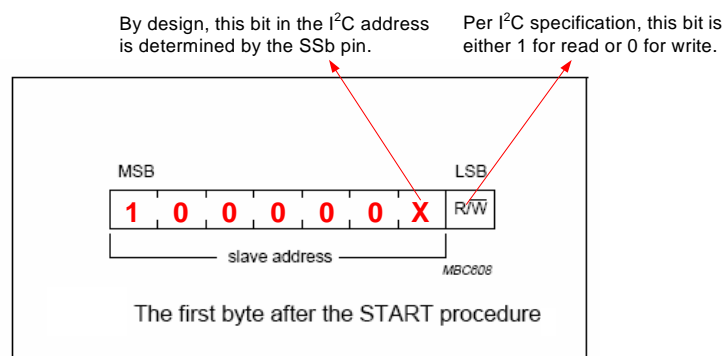 By design, this bit in the I²C address
is determined by the SSb pin.
Per I²C specification, this bit is
either 1 for read or 0 for write.
MSB LSB
1 0 0 0 0 0 X R/W̅
slave address
MBC608
The first byte after the START procedure